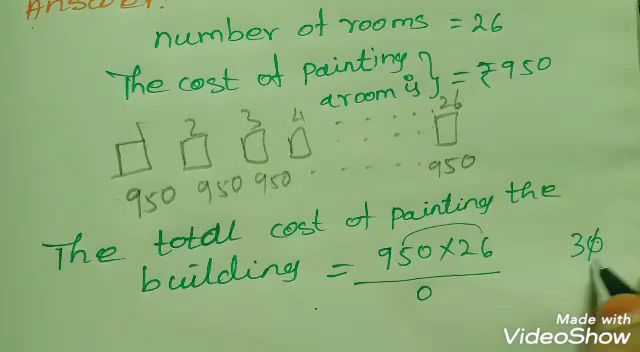 Answer:
number of rooms = 26
The cost of painting
a room is } = ₹950
1 2 3 4 26
950 950 950 950
The total cost of painting the
building = 950 × 26
0
30
Made with
VideoShow